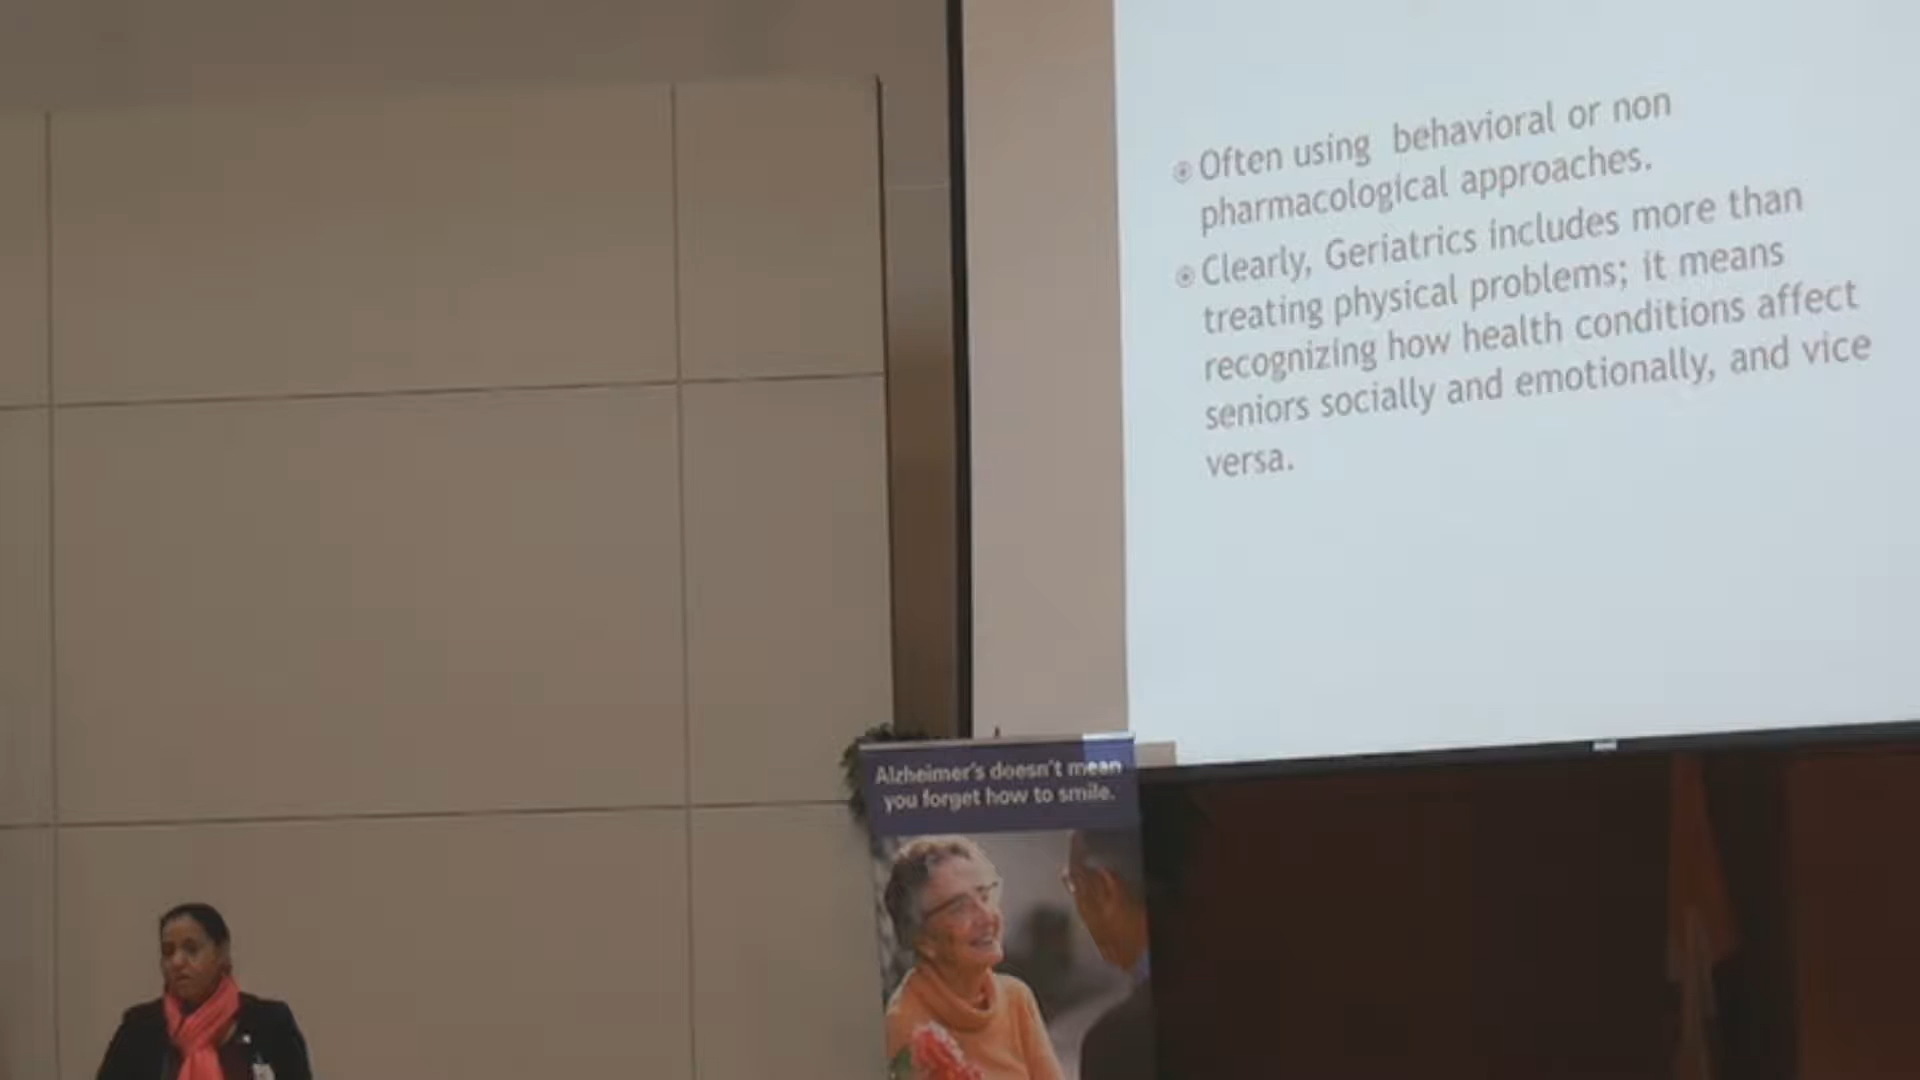 Often using behavioral or non
pharmacological approaches.
Clearly, Geriatrics includes more than
treating physical problems; it means
recognizing how health conditions affect
seniors socially and emotionally, and vice
versa.
Alzheimer's doesn't mean
you forget how to smile.